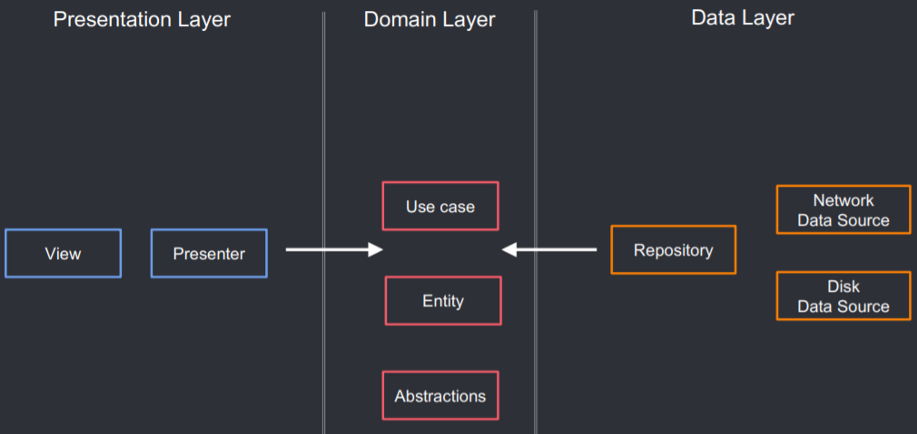 Presentation Layer
Domain Layer
Data Layer
View
Presenter
Use case
Entity
Abstractions
Repository
Network
Data Source
Disk
Data Source